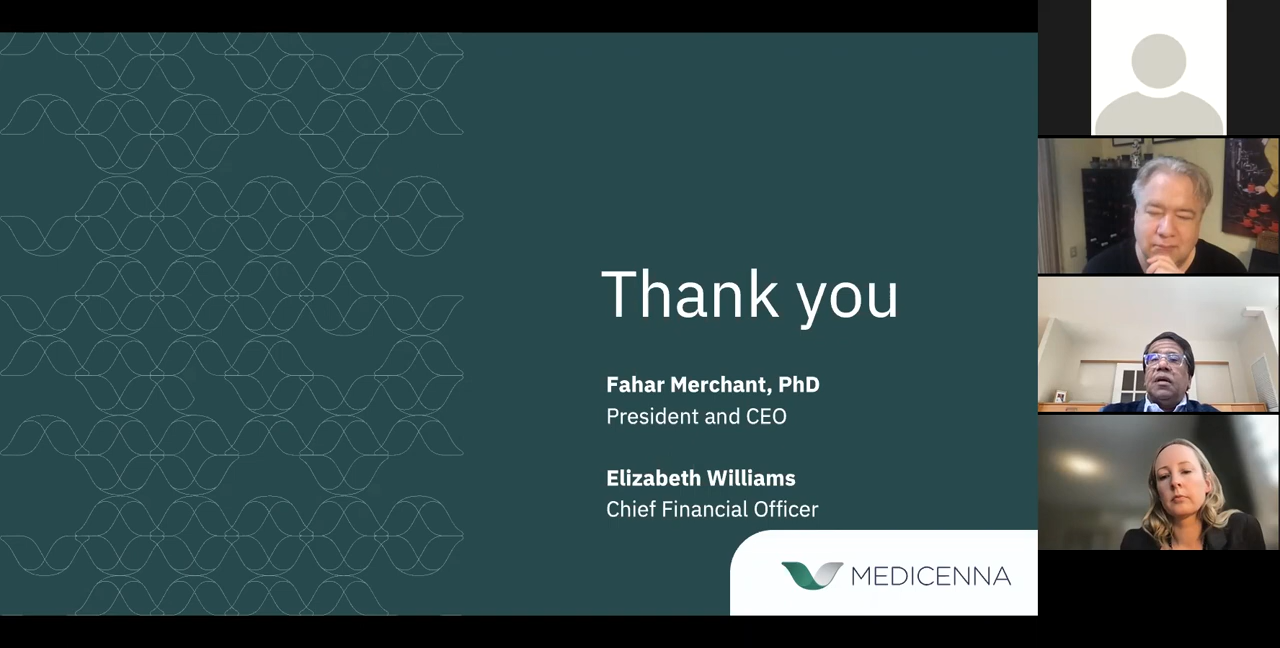 Thank you
Fahar Merchant, PhD
President and CEO
Elizabeth Williams
Chief Financial Officer
MEDICENNA